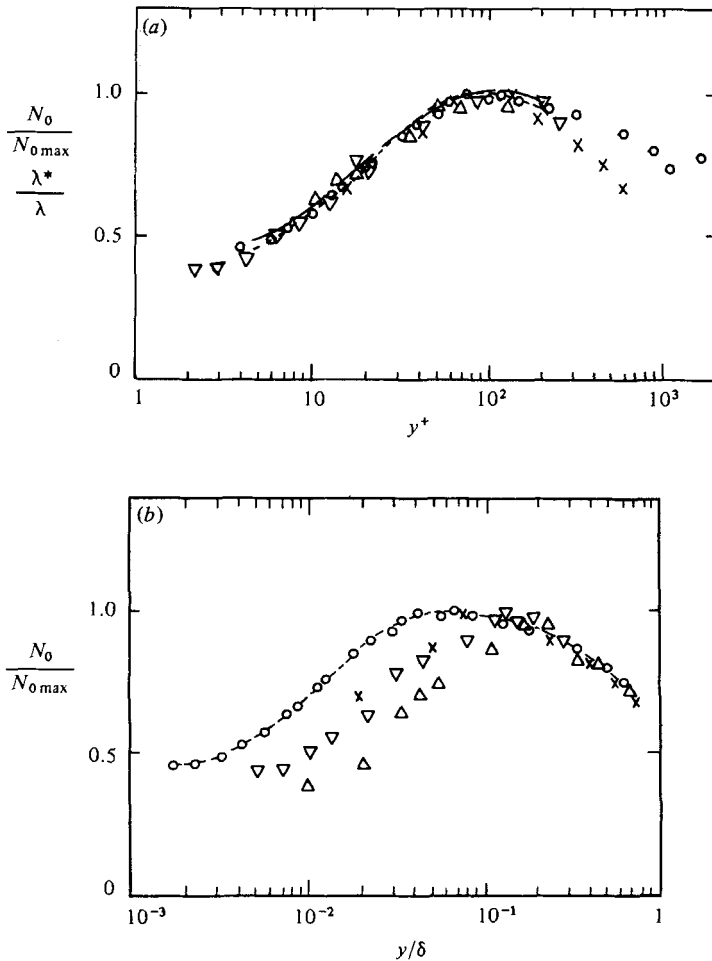 (a)
1.0
N₀
N₀ max
λ*
λ
0.5
0
1
10
10²
10³
y⁺
(b)
1.0
N₀
N₀ max
0.5
0
10⁻³
10⁻²
10⁻¹
1
y/δ